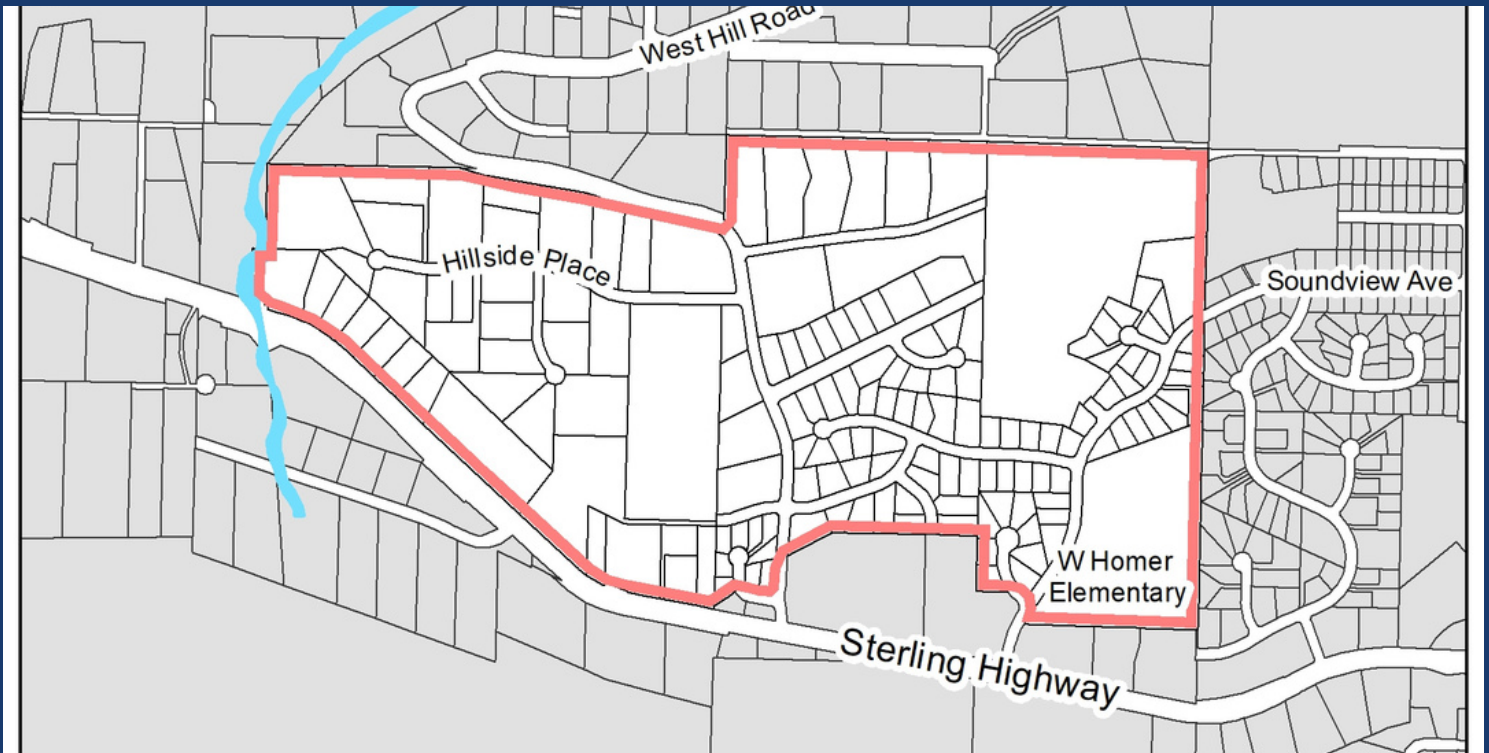 West Hill Road
Hillside Place
Soundview Ave
W Homer
Elementary
Sterling Highway